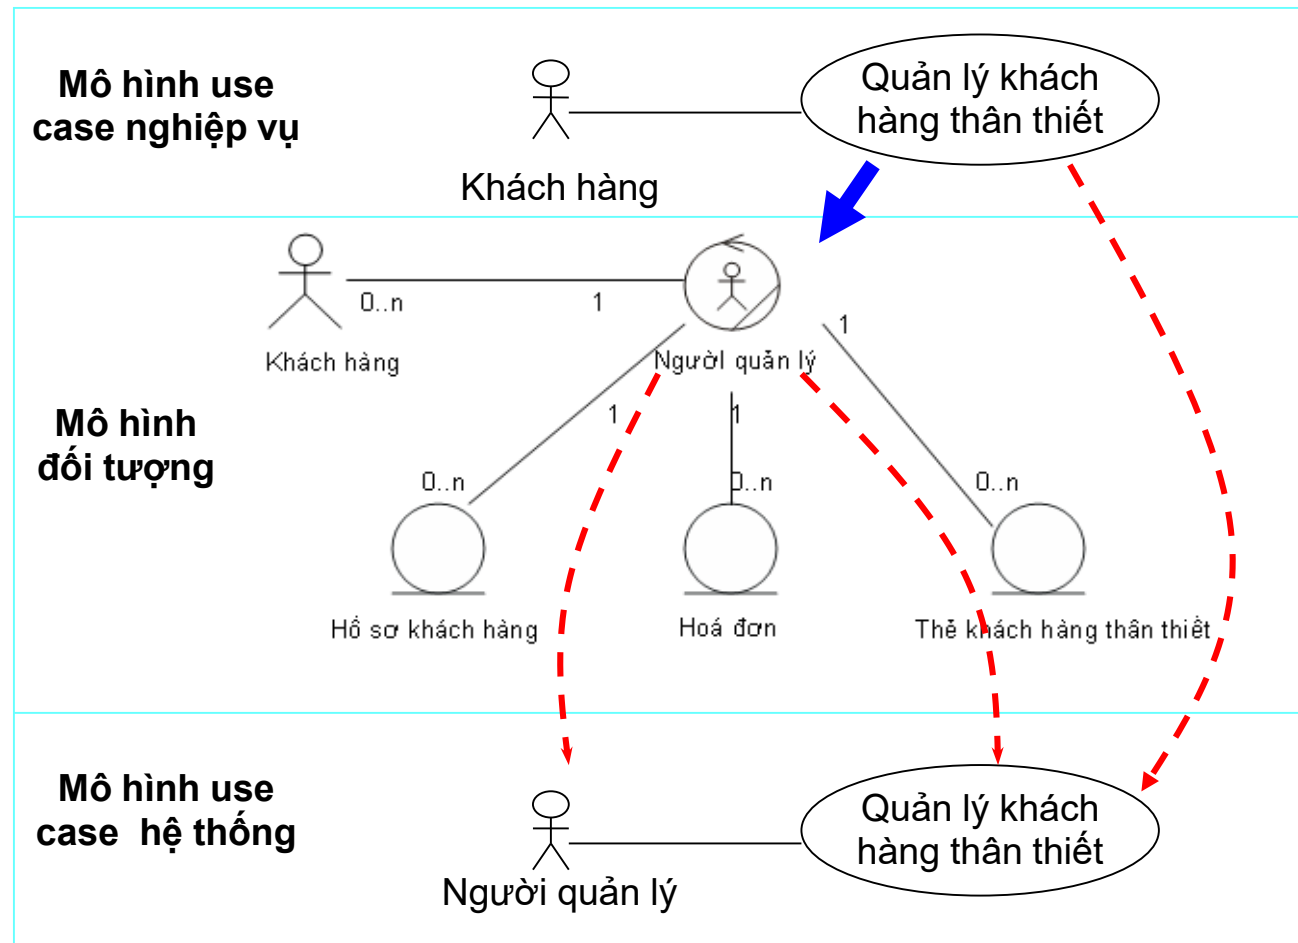 Mô hình use
case nghiệp vụ
Quản lý khách
hàng thân thiết
Khách hàng
Mô hình
đối tượng
0..n
1
Khách hàng
Ngườl quản lý
1
1
1
0..n
0..n
0..n
Hồ sơ khách hàng
Hoá đơn
Thẻ khách hàng thân thiết
Mô hình use
case hệ thống
Quản lý khách
hàng thân thiết
Người quản lý